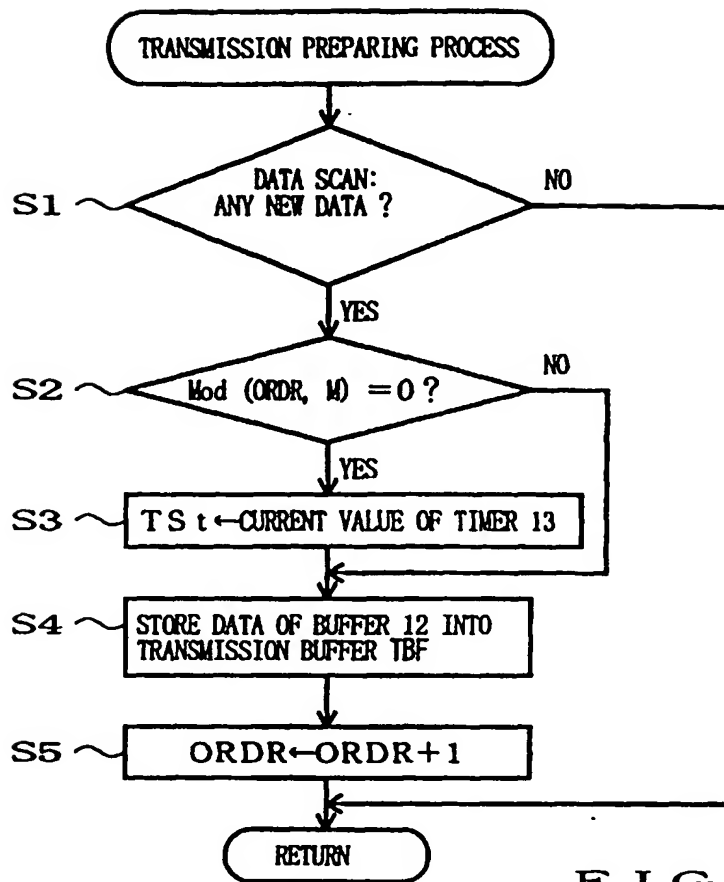 TRANSMISSION PREPARING PROCESS
S1
DATA SCAN:
ANY NEW DATA ?
NO
YES
S2
Mod (ORDR, M) = 0 ?
NO
YES
S3
TSt←CURRENT VALUE OF TIMER 13
S4
STORE DATA OF BUFFER 12 INTO
TRANSMISSION BUFFER TBF
S5
ORDR←ORDR+1
RETURN